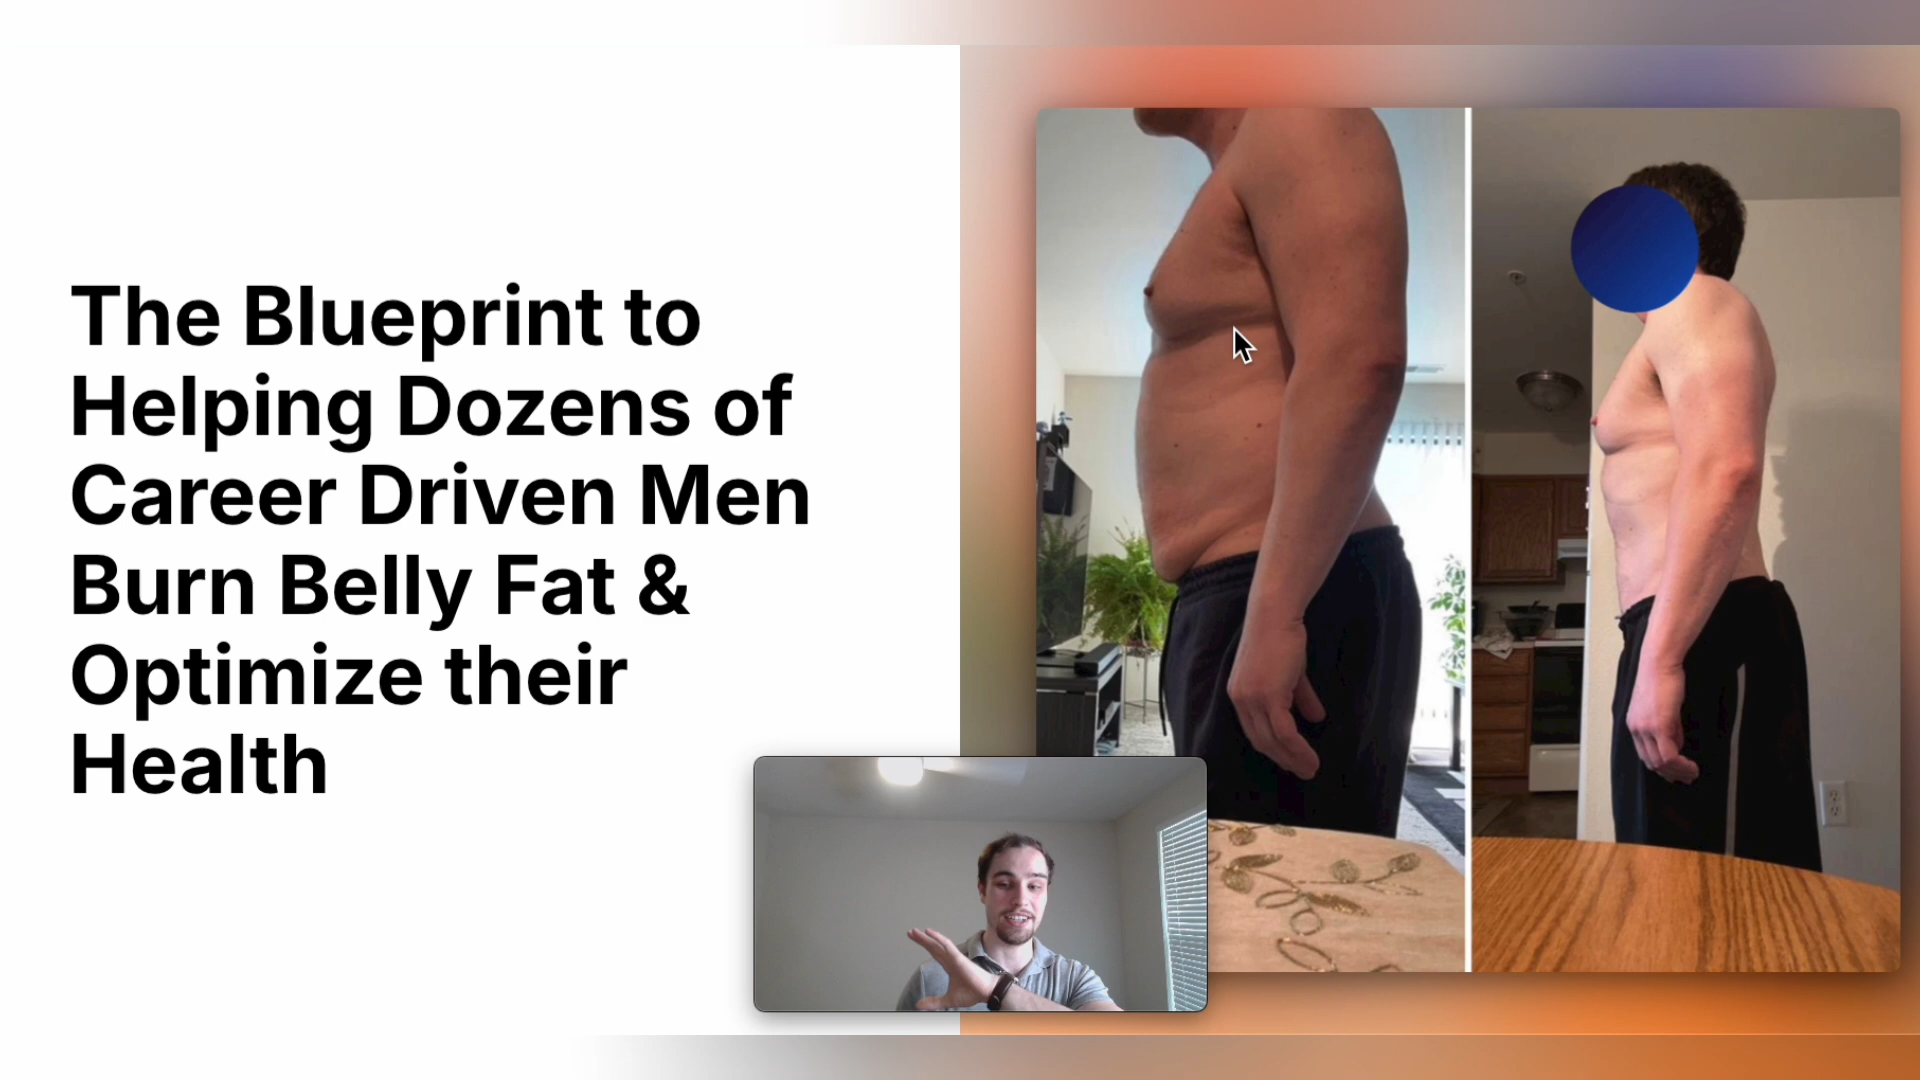 The Blueprint to
Helping Dozens of
Career Driven Men
Burn Belly Fat &
Optimize their
Health